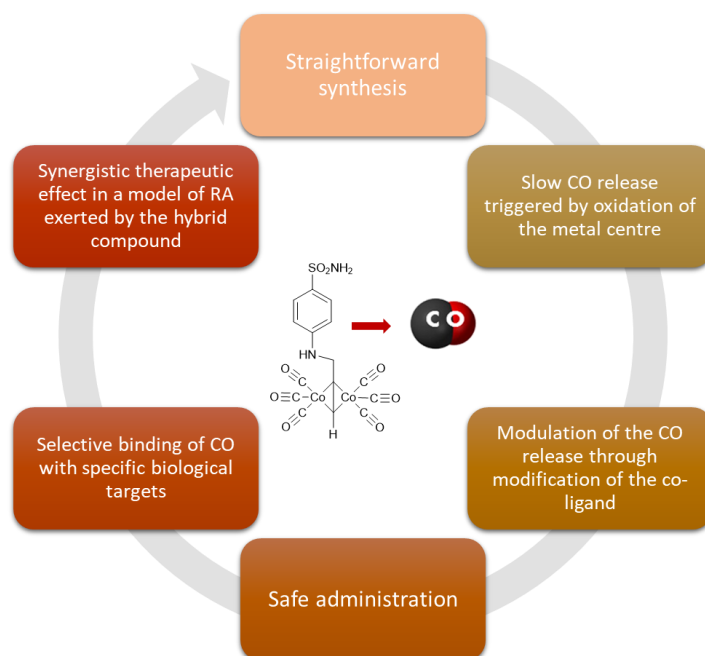 Straightforward
synthesis
Synergistic therapeutic
effect in a model of RA
exerted by the hybrid
compound
Slow CO release
triggered by oxidation of
the metal centre
SO₂NH₂
HN
C O
O C C O
O≡C Co Co C≡O
O C C O
H
Selective binding of CO
with specific biological
targets
Modulation of the CO
release through
modification of the co-
ligand
Safe administration